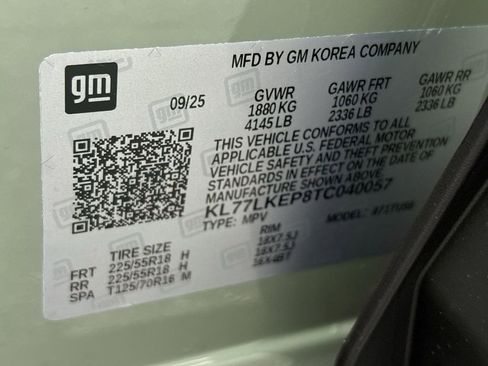 gm
MFD BY GM KOREA COMPANY
09/25
GVWR GAWR FRT GAWR RR
1880 KG 1060 KG 1060 KG
4145 LB 2336 LB 2336 LB
THIS VEHICLE CONFORMS TO ALL
APPLICABLE U.S. FEDERAL MOTOR
VEHICLE SAFETY AND THEFT PREVENTION
STANDARDS IN EFFECT ON THE DATE OF
MANUFACTURE SHOWN ABOVE.
KL77LKEP8TC040057
TYPE: MPV MODEL:
TIRE SIZE RIM
FRT 225/55R18 H 18X7.5J
RR 225/55R18 H 18X7.5J
SPA T125/70R16 M 16X4BT